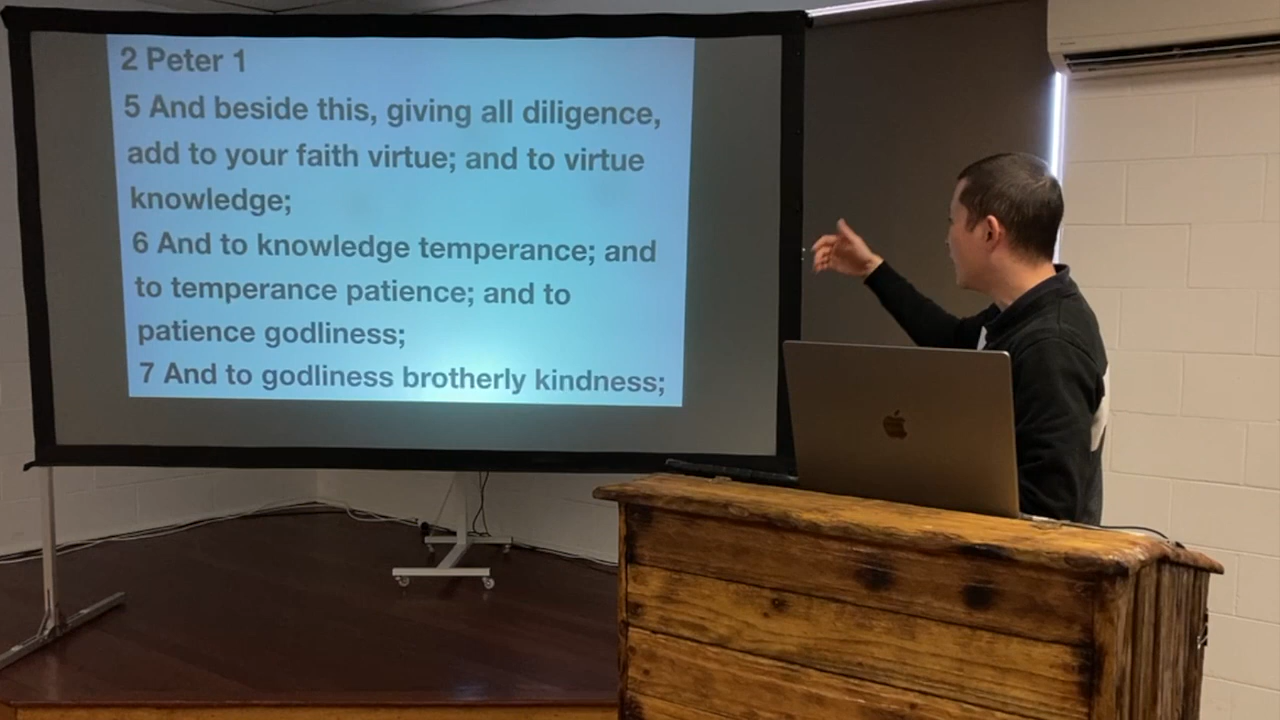 2 Peter 1
5 And beside this, giving all diligence,
add to your faith virtue; and to virtue
knowledge;
6 And to knowledge temperance; and
to temperance patience; and to
patience godliness;
7 And to godliness brotherly kindness;